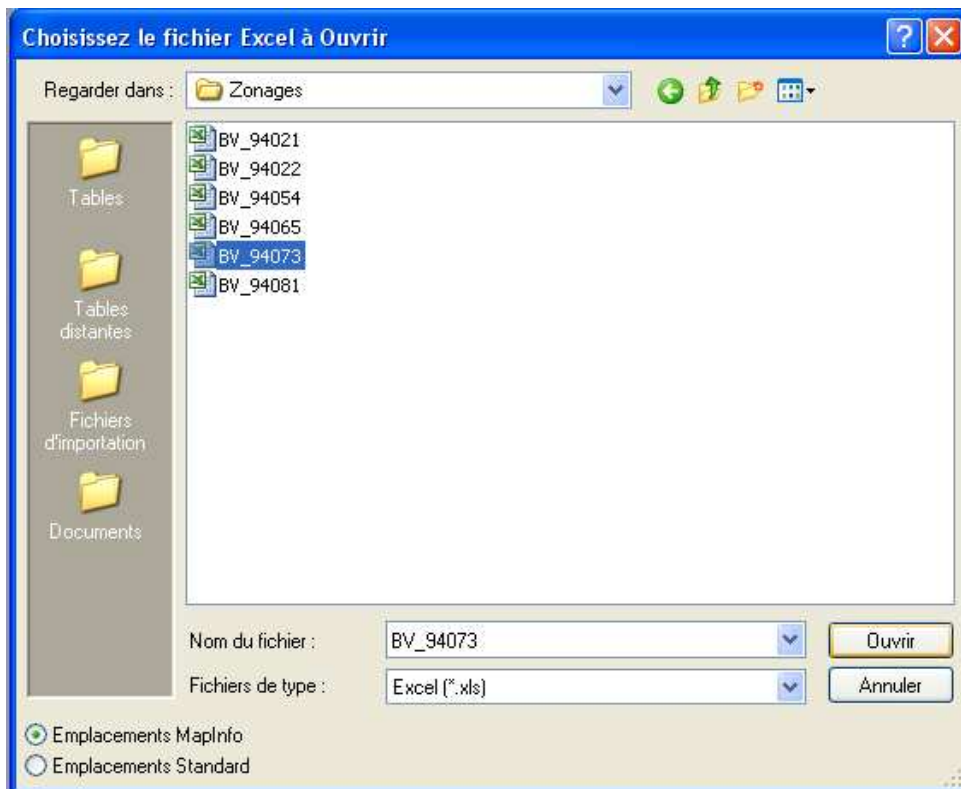 Choisissez le fichier Excel à Ouvrir
Regarder dans : Zonages
BV_94021
BV_94022
BV_94054
BV_94065
BV_94073
BV_94081
Tables
Tables
distantes
Fichiers
d'importation
Documents
Nom du fichier : BV_94073 Ouvrir
Fichiers de type : Excel (*.xls) Annuler
Emplacements MapInfo
Emplacements Standard